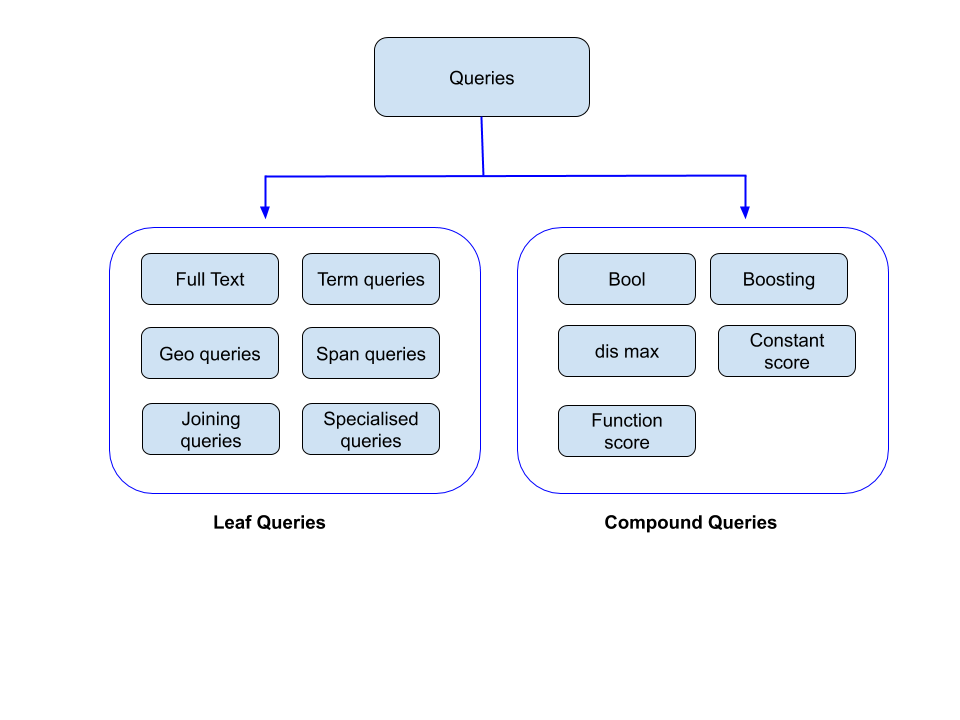 Queries
Full Text
Term queries
Geo queries
Span queries
Joining
queries
Specialised
queries
Leaf Queries
Bool
Boosting
dis max
Constant
score
Function
score
Compound Queries